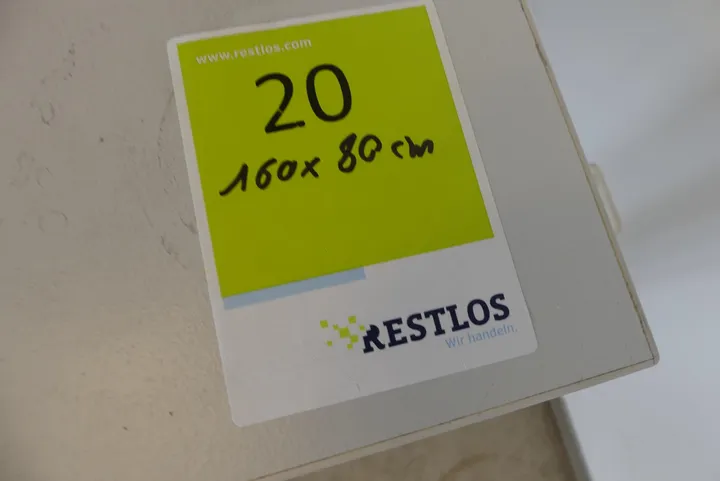 www.restlos.com
20
160x 80 cm
RESTLOS
Wir handeln.